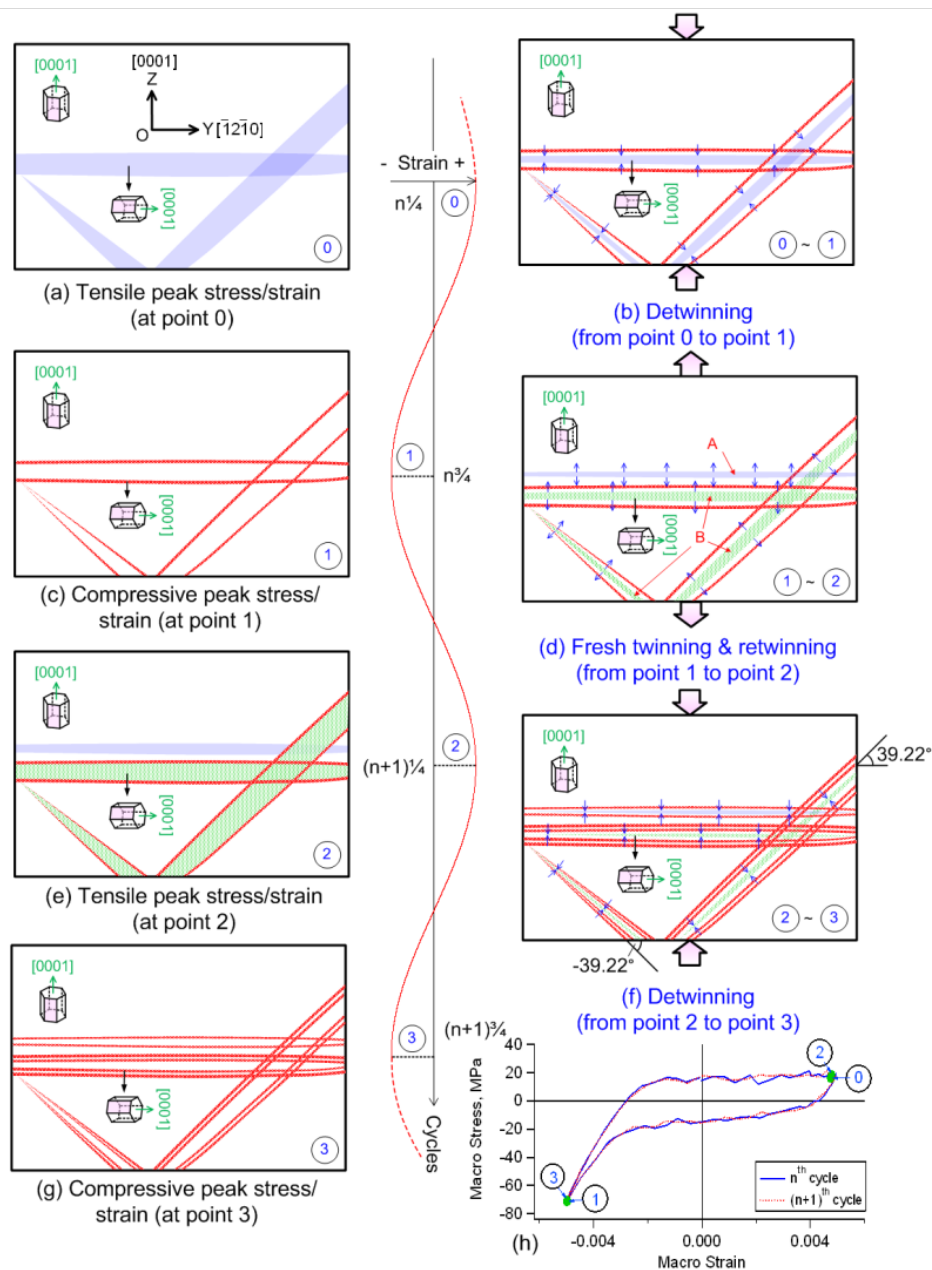 [0001]
[0001]
Z
O
Y[1̄21̄0]
[0001]
0
(a) Tensile peak stress/strain
(at point 0)
- Strain +
n¼
0
[0001]
[0001]
0 ~ 1
(b) Detwinning
(from point 0 to point 1)
[0001]
[0001]
1
(c) Compressive peak stress/
strain (at point 1)
1
n¾
[0001]
A
B
[0001]
1 ~ 2
(d) Fresh twinning & retwinning
(from point 1 to point 2)
[0001]
[0001]
2
(e) Tensile peak stress/strain
(at point 2)
2
(n+1)¼
[0001]
39.22°
[0001]
2 ~ 3
-39.22°
(f) Detwinning
(from point 2 to point 3)
[0001]
[0001]
3
(g) Compressive peak stress/
strain (at point 3)
3
(n+1)¾
Cycles
Macro Stress, MPa
40
20
0
-20
-40
-60
-80
2
0
3
1
nth cycle
(n+1)th cycle
(h)
-0.004
0.000
0.004
Macro Strain